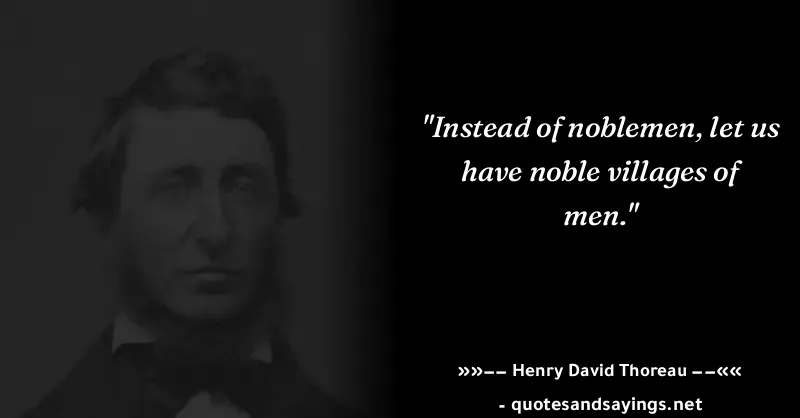 "Instead of noblemen, let us
have noble villages of
men."
»»–– Henry David Thoreau ––««
- quotesandsayings.net